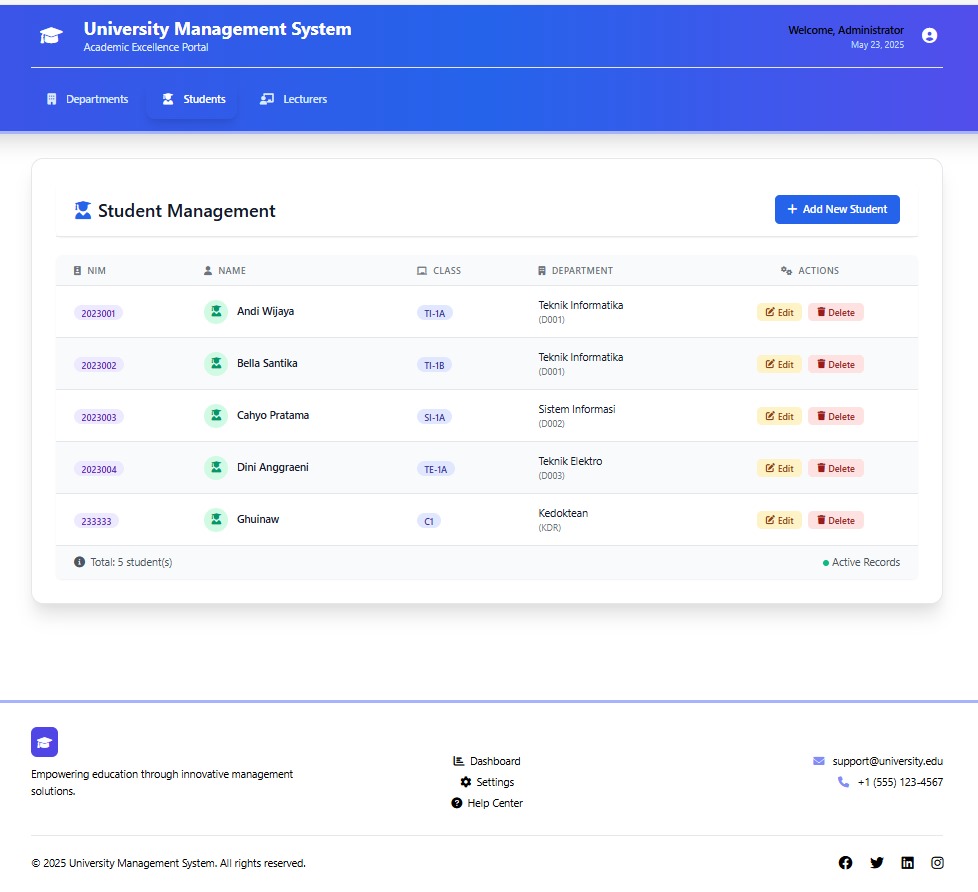 University Management System
Academic Excellence Portal
Welcome, Administrator
May 23, 2025
Departments
Students
Lecturers
Student Management
Add New Student
NIM NAME CLASS DEPARTMENT ACTIONS
2023001 Andi Wijaya TI-1A Teknik Informatika Edit Delete
(D001)
2023002 Bella Santika TI-1B Teknik Informatika Edit Delete
(D001)
2023003 Cahyo Pratama SI-1A Sistem Informasi Edit Delete
(D002)
2023004 Dini Anggraeni TE-1A Teknik Elektro Edit Delete
(D003)
233333 Ghuinaw C1 Kedoktean Edit Delete
(KDR)
Total: 5 student(s)
Active Records
Empowering education through innovative management
solutions.
Dashboard
Settings
Help Center
support@university.edu
+1 (555) 123-4567
© 2025 University Management System. All rights reserved.